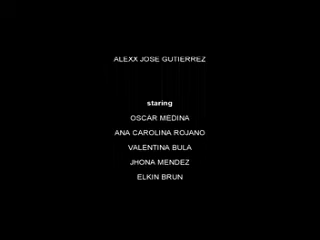 ALEXX JOSE GUTIERREZ
staring
OSCAR MEDINA
ANA CAROLINA ROJANO
VALENTINA BULA
JHONA MENDEZ
ELKIN BRUN